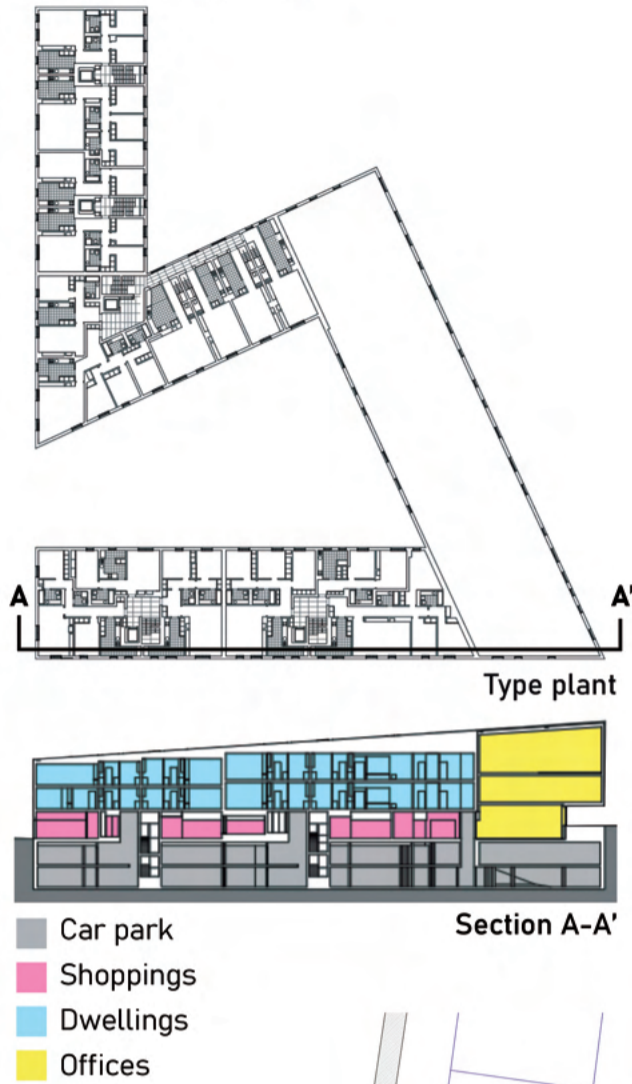 A
A'
Type plant
Section A-A'
Car park
Shoppings
Dwellings
Offices